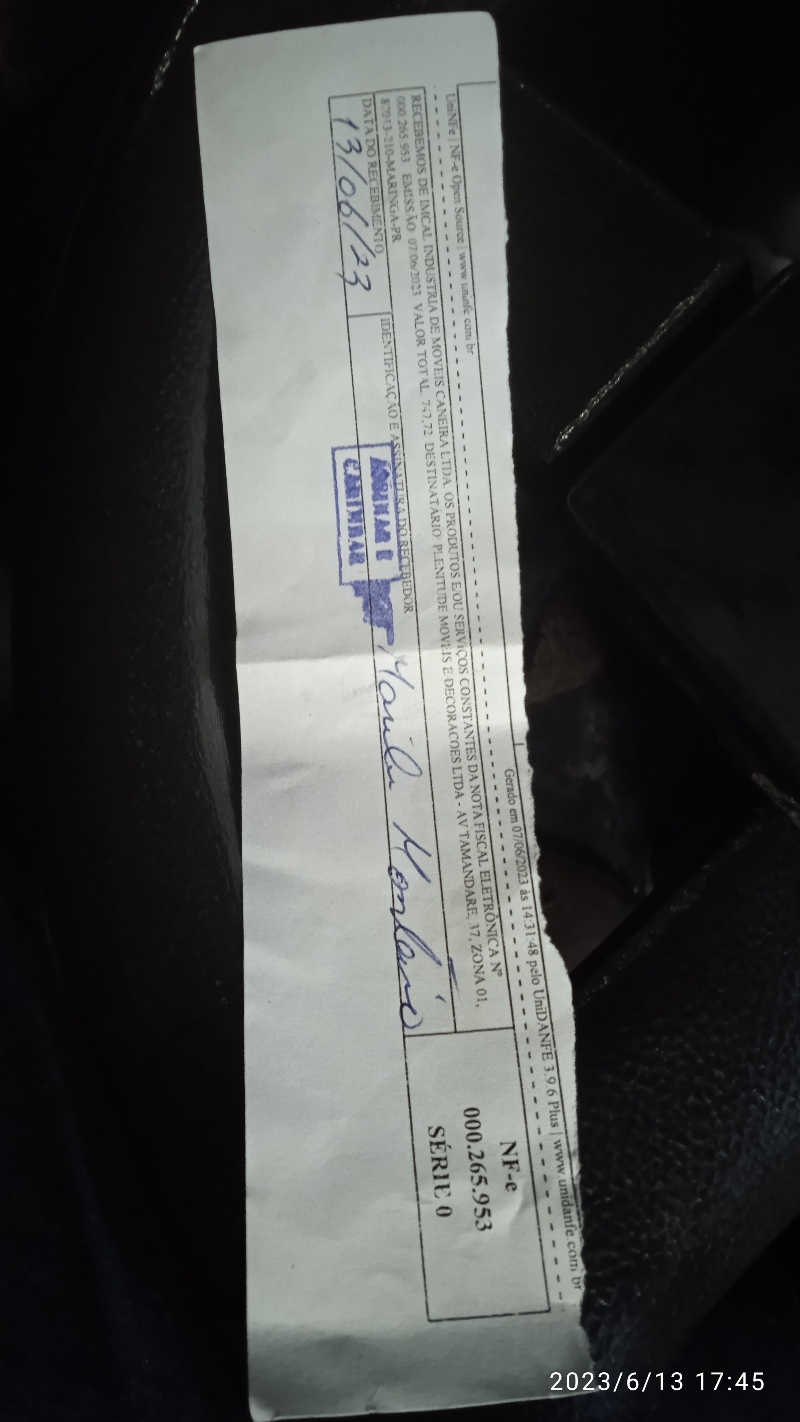 UniNFe | NF-e Open Source | www.uninfe.com.br
Gerado em 07/06/2023 às 14:31:48 pelo UniDANFE 3.9.6 Plus | www.unidanfe.com.br
RECEBEMOS DE IMCAL INDUSTRIA DE MOVEIS CANEIRA LTDA. OS PRODUTOS E/OU SERVIÇOS CONSTANTES DA NOTA FISCAL ELETRÔNICA Nº
000.265.953 EMISSÃO: 07/06/2023 VALOR TOTAL: 747,72 DESTINATÁRIO: PLENITUDE MOVEIS E DECORACOES LTDA - AV TAMANDARE, 37, ZONA 01,
87013-210-MARINGA-PR
DATA DO RECEBIMENTO
13/06/23
IDENTIFICAÇÃO E ASSINATURA DO RECEBEDOR
ASSINAR E
CARIMBAR
NF-e
000.265.953
SÉRIE 0
2023/6/13 17:45